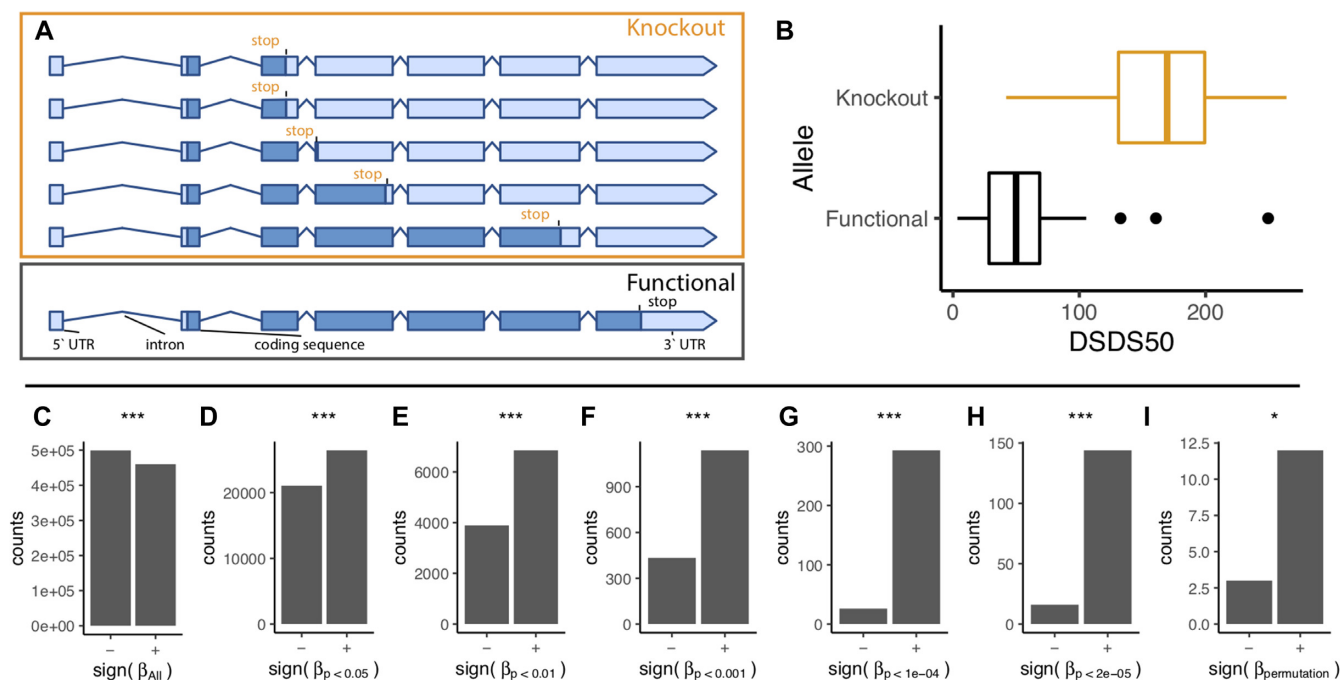 A
Knockout
stop
stop
stop
stop
stop
Functional
stop
5` UTR
intron
coding sequence
3` UTR
B
Allele
Knockout
Functional
0
100
200
DSDS50
C
***
counts
5e+05
4e+05
3e+05
2e+05
1e+05
0e+00
− +
sign( βAll)
D
***
counts
20000
10000
0
− +
sign( βp < 0.05 )
E
***
counts
6000
4000
2000
0
− +
sign( βp < 0.01 )
F
***
counts
900
600
300
0
− +
sign( βp < 0.001 )
G
***
counts
300
200
100
0
− +
sign( βp < 1e−04 )
H
***
counts
150
100
50
0
− +
sign( βp < 2e−05 )
I
*
counts
12.5
10.0
7.5
5.0
2.5
0.0
− +
sign( βpermutation )